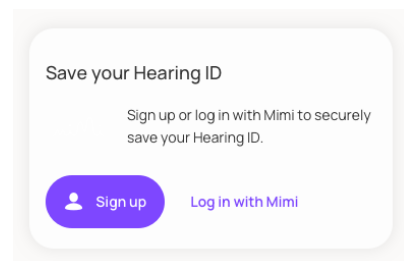 Save your Hearing ID
Sign up or log in with Mimi to securely
save your Hearing ID.
Sign up
Log in with Mimi